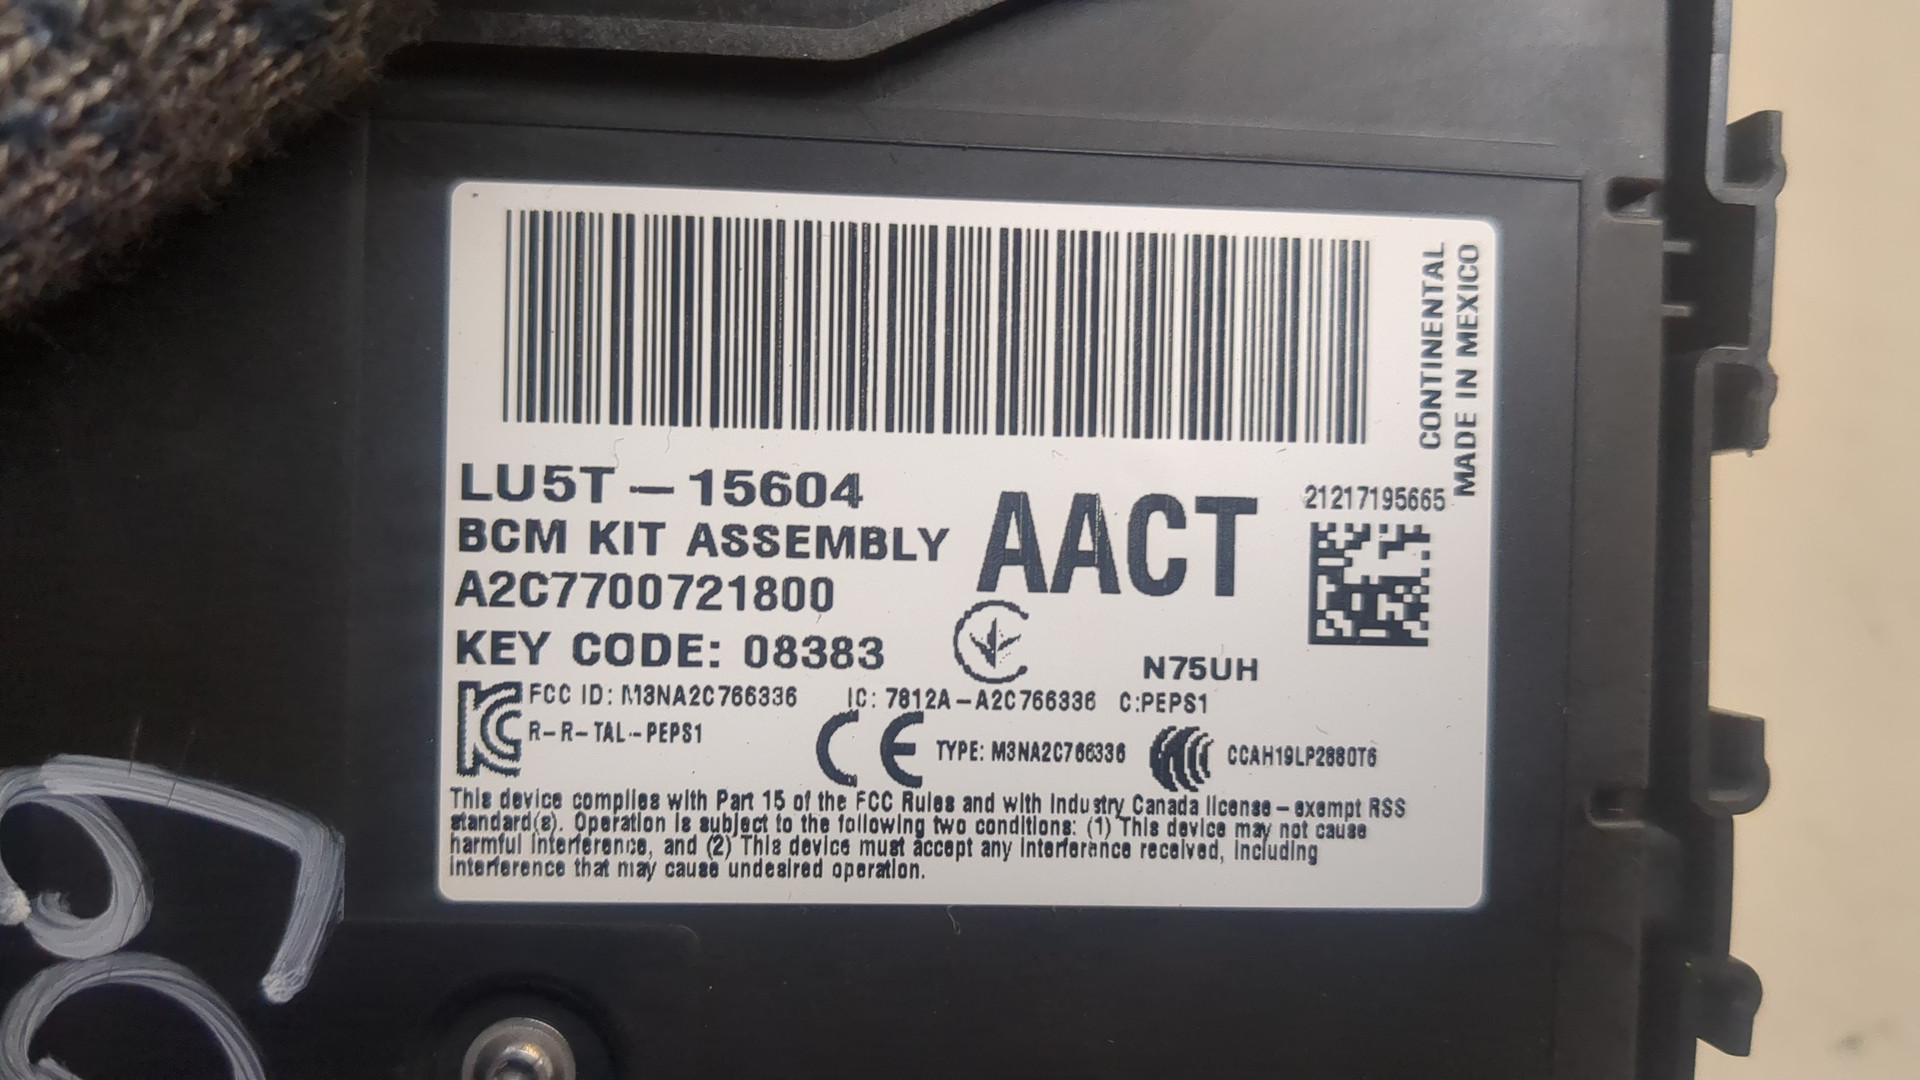 CONTINENTAL
MADE IN MEXICO
LU5T-15604
BCM KIT ASSEMBLY
A2C7700721800
KEY CODE: 08383
AACT
21217195665
N75UH
FCC ID: M3NA2C766336 IC: 7812A-A2C766336 C:PEPS1
R-R-TAL-PEPS1
CE TYPE: M3NA2C766336 CCAH19LP2880T6
This device complies with Part 15 of the FCC Rules and with Industry Canada license-exempt RSS
standard(s). Operation is subject to the following two conditions: (1) This device may not cause
harmful interference, and (2) This device must accept any interference received, including
interference that may cause undesired operation.